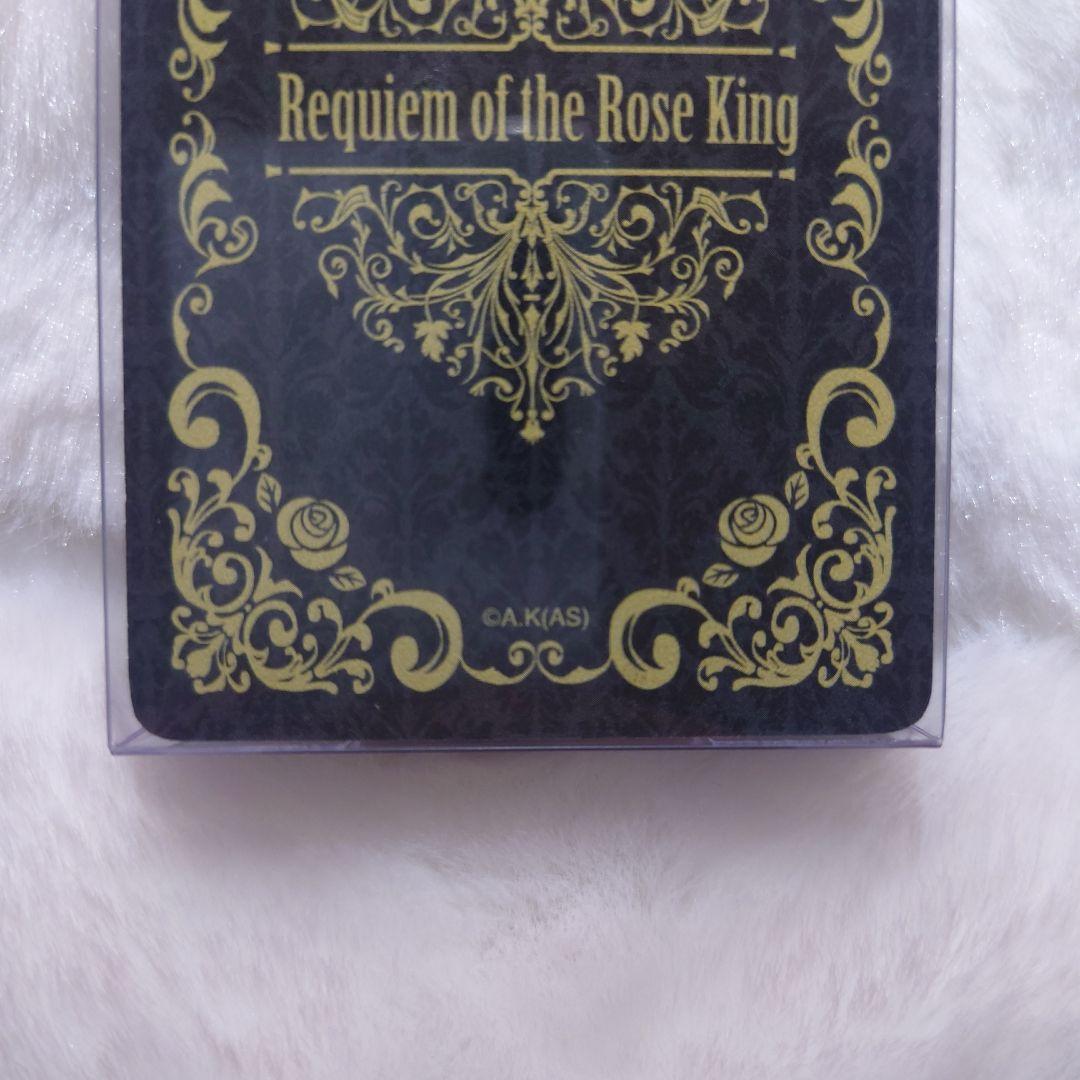 Requiem of the Rose King
©A.K(AS)